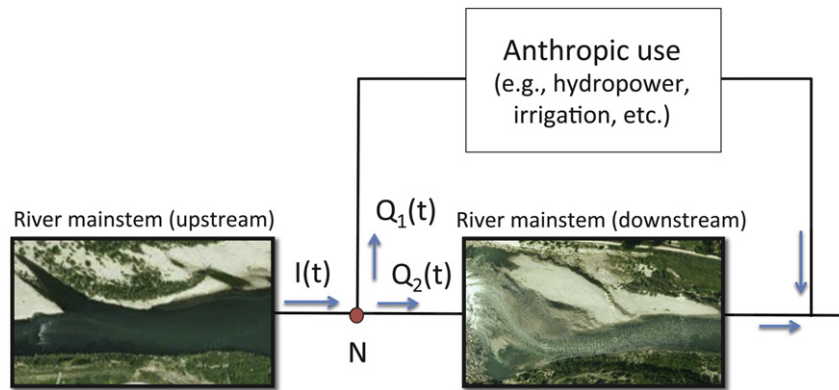 Anthropic use
(e.g., hydropower,
irrigation, etc.)
River mainstem (upstream)
Q1(t)
River mainstem (downstream)
I(t)
Q2(t)
N